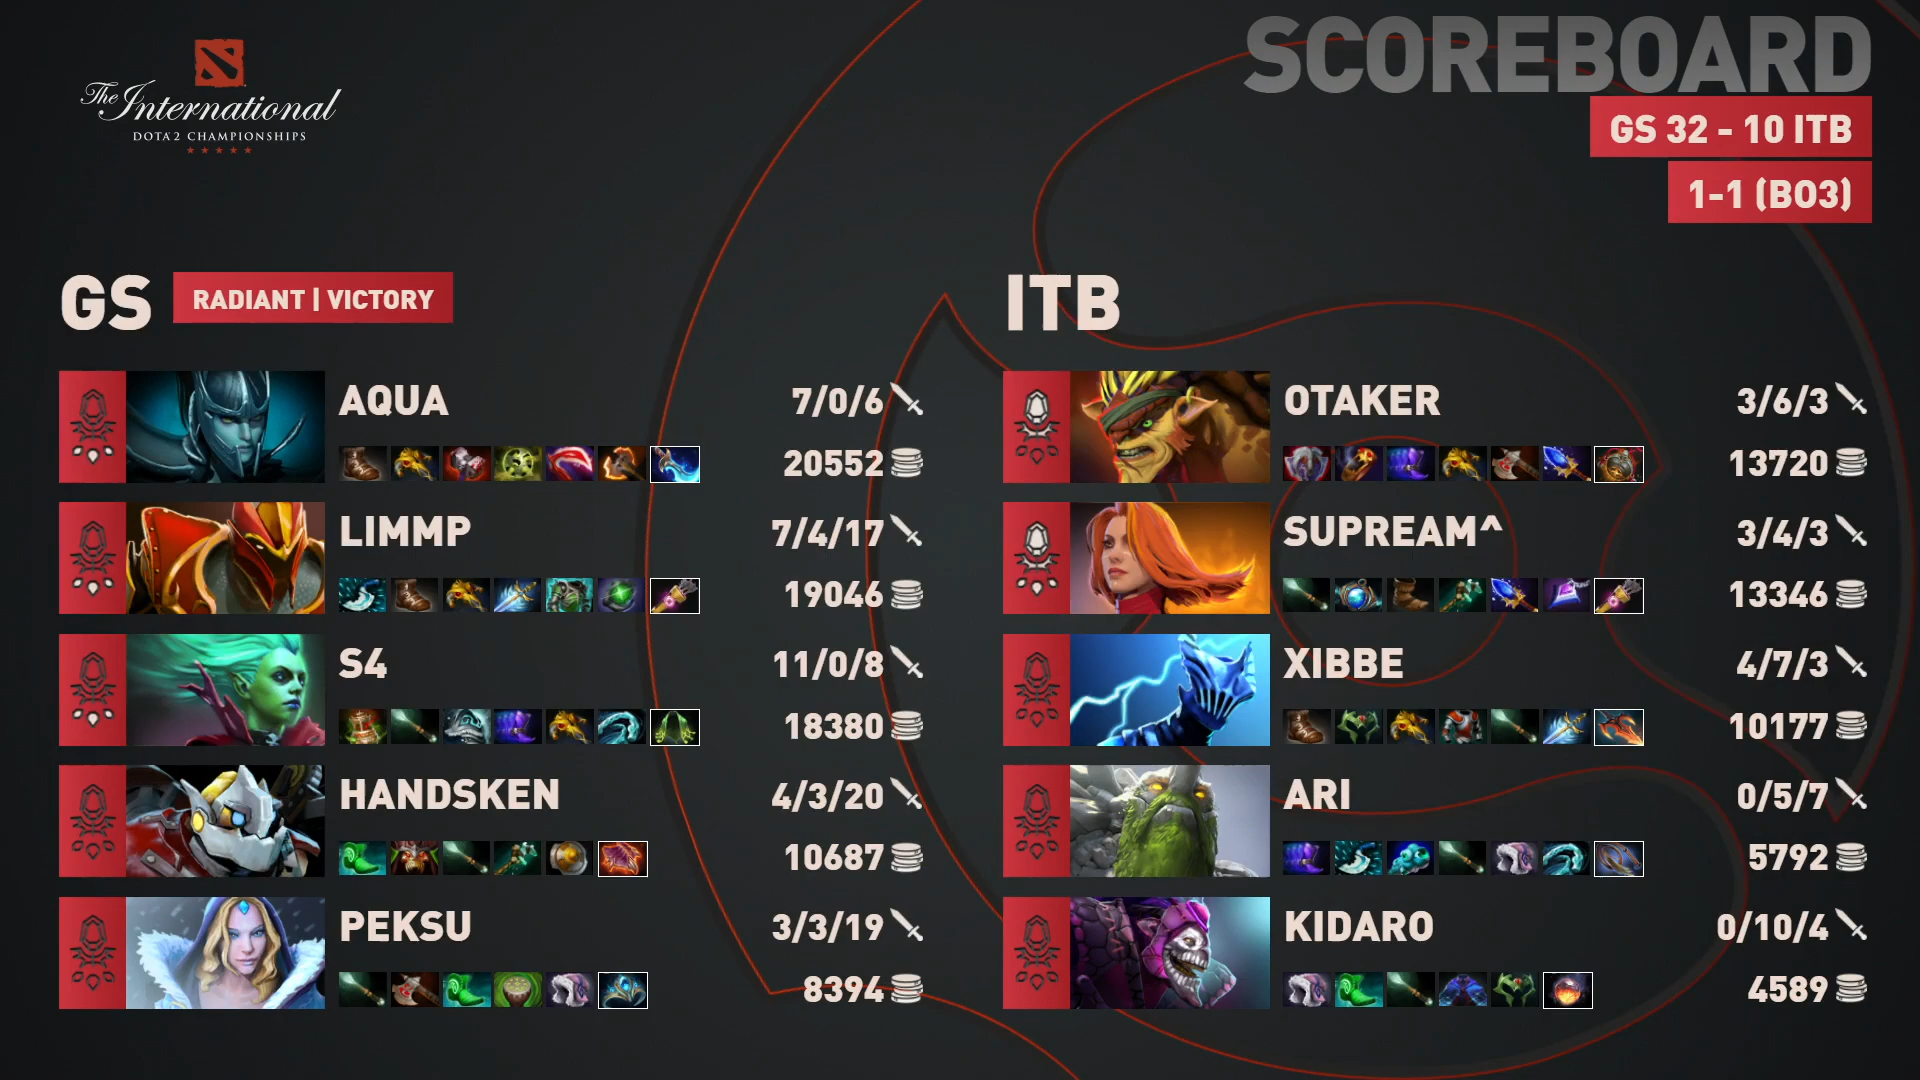 The International
DOTA 2 CHAMPIONSHIPS
SCOREBOARD
GS 32 - 10 ITB
1-1 (BO3)
GS
RADIANT | VICTORY
AQUA
7/0/6
20552
LIMMP
7/4/17
19046
S4
11/0/8
18380
HANDSKEN
4/3/20
10687
PEKSU
3/3/19
8394
ITB
OTAKER
3/6/3
13720
SUPREAM^
3/4/3
13346
XIBBE
4/7/3
10177
ARI
0/5/7
5792
KIDARO
0/10/4
4589